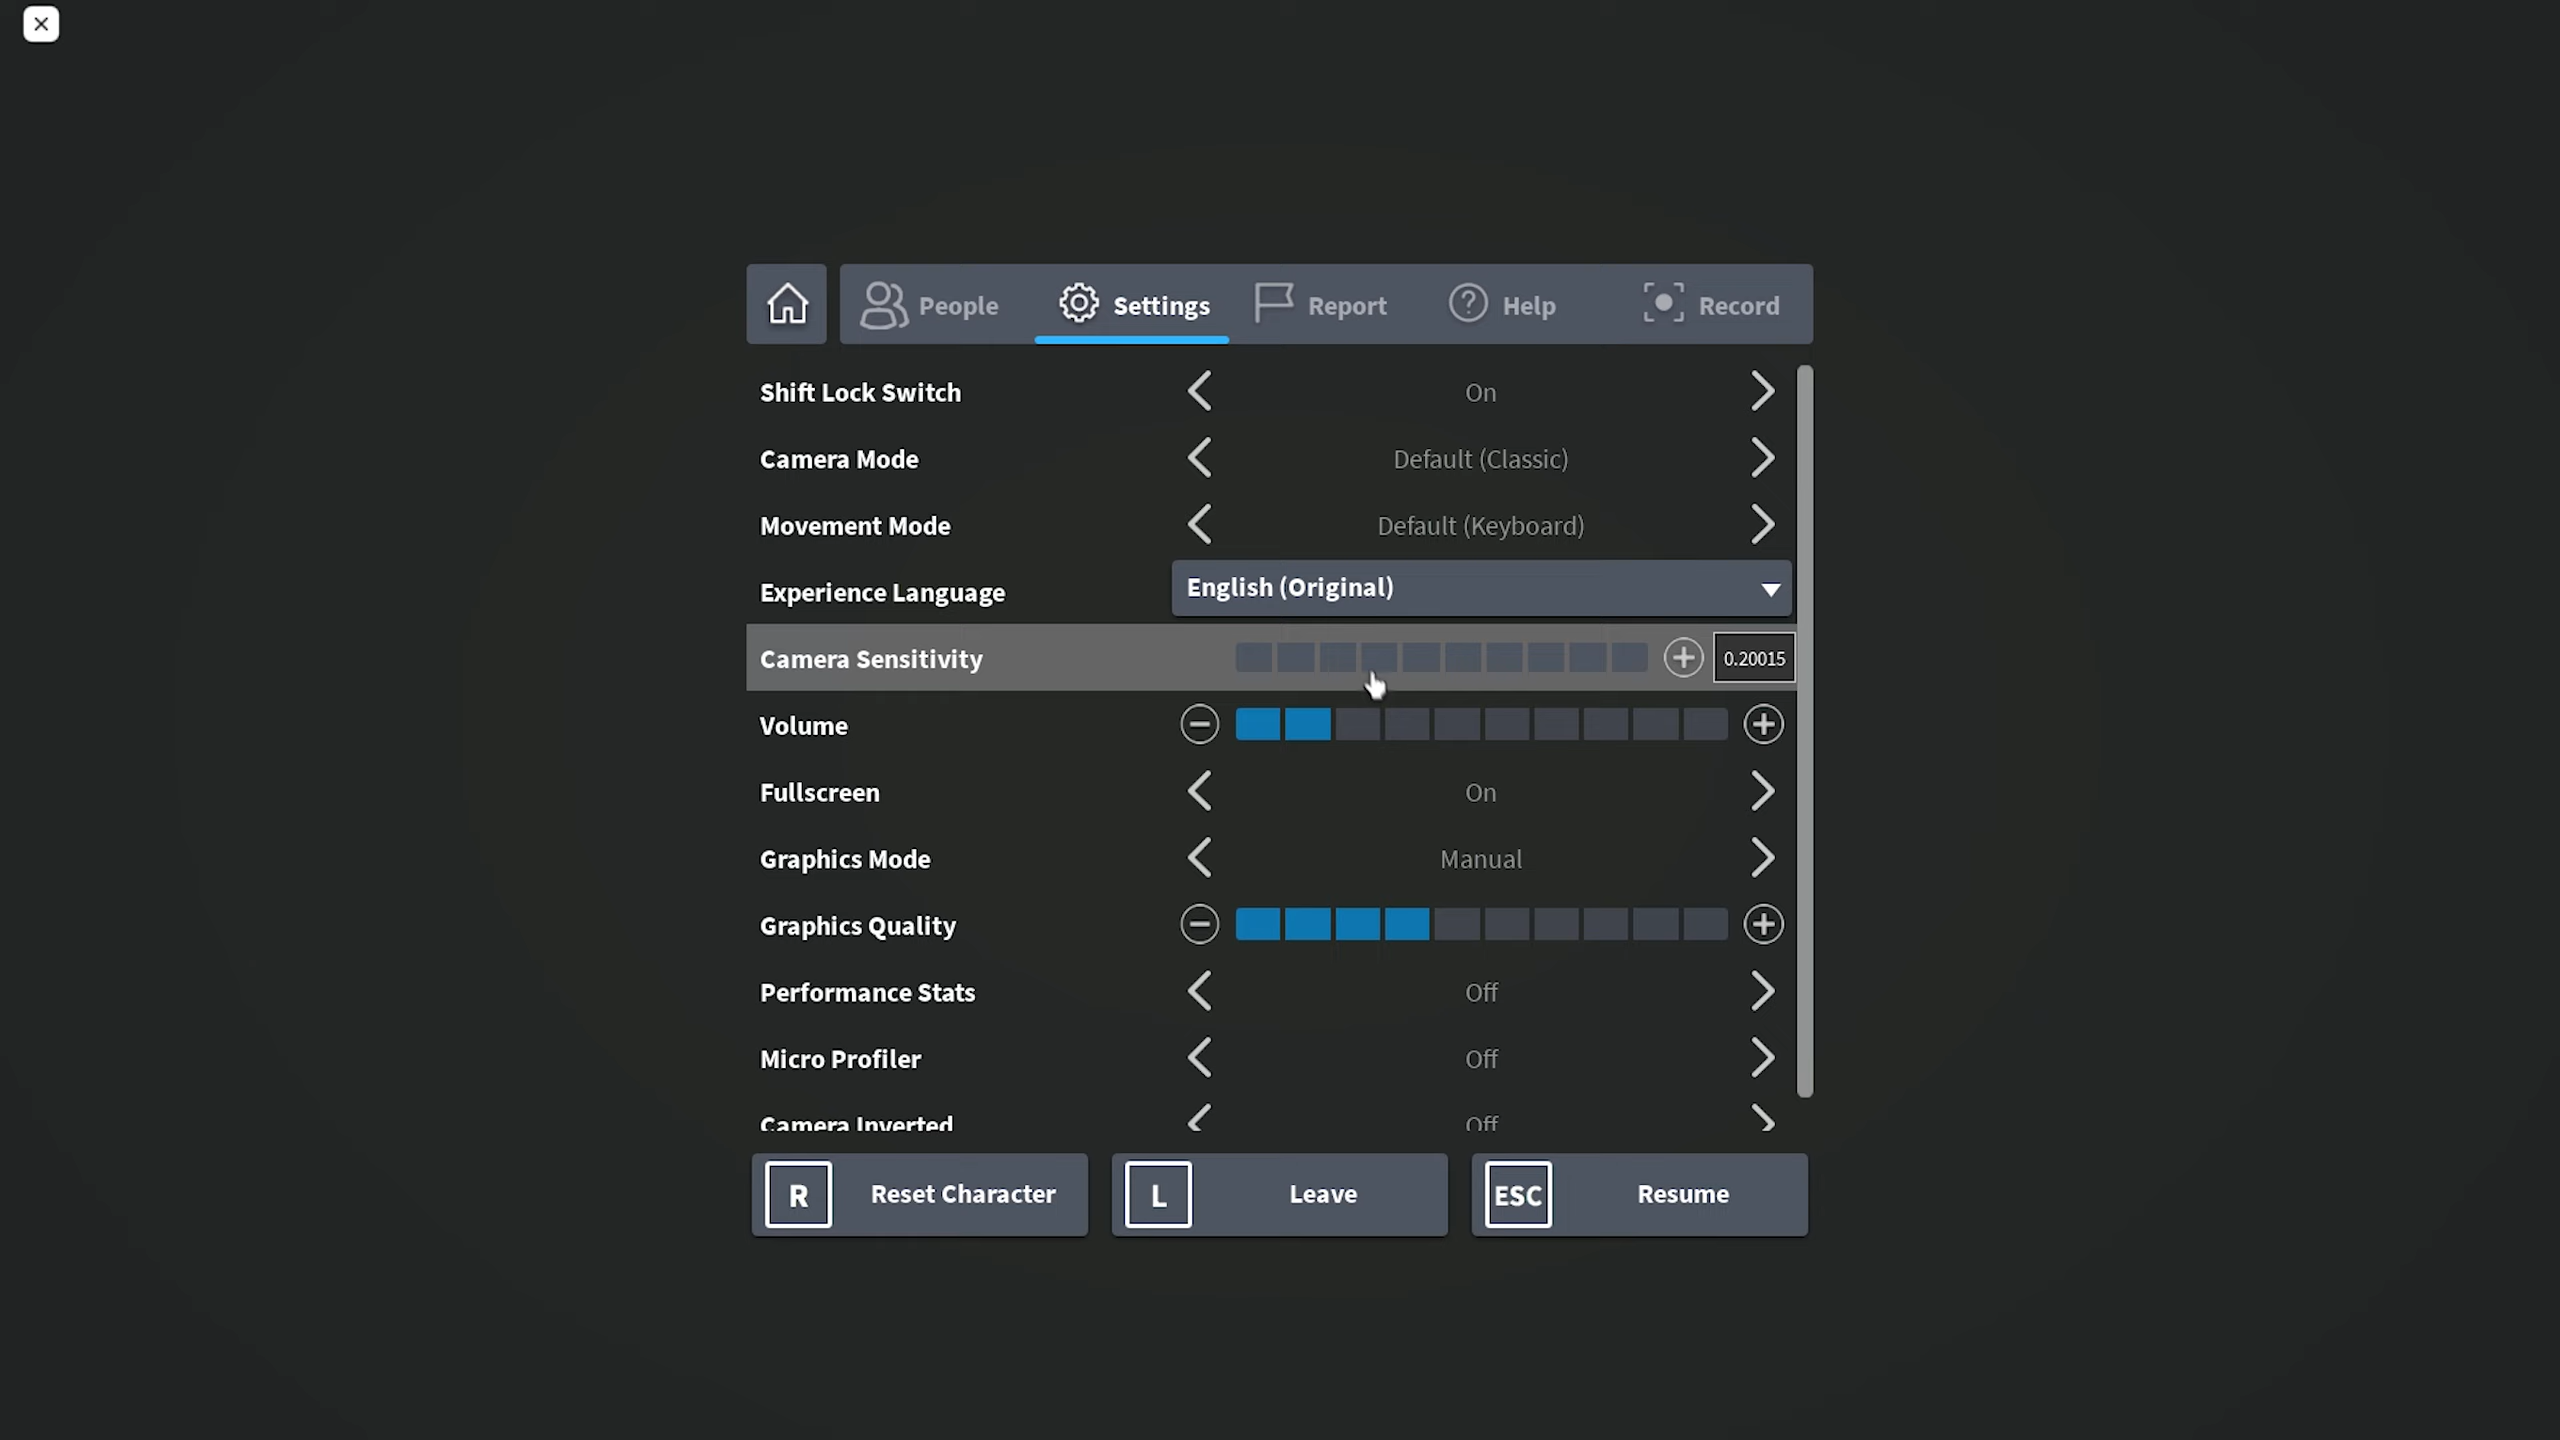 People Settings Report Help Record
Shift Lock Switch On
Camera Mode Default (Classic)
Movement Mode Default (Keyboard)
Experience Language English (Original)
Camera Sensitivity 0.20015
Volume
Fullscreen On
Graphics Mode Manual
Graphics Quality
Performance Stats Off
Micro Profiler Off
Camera Inverted Off
R Reset Character L Leave ESC Resume